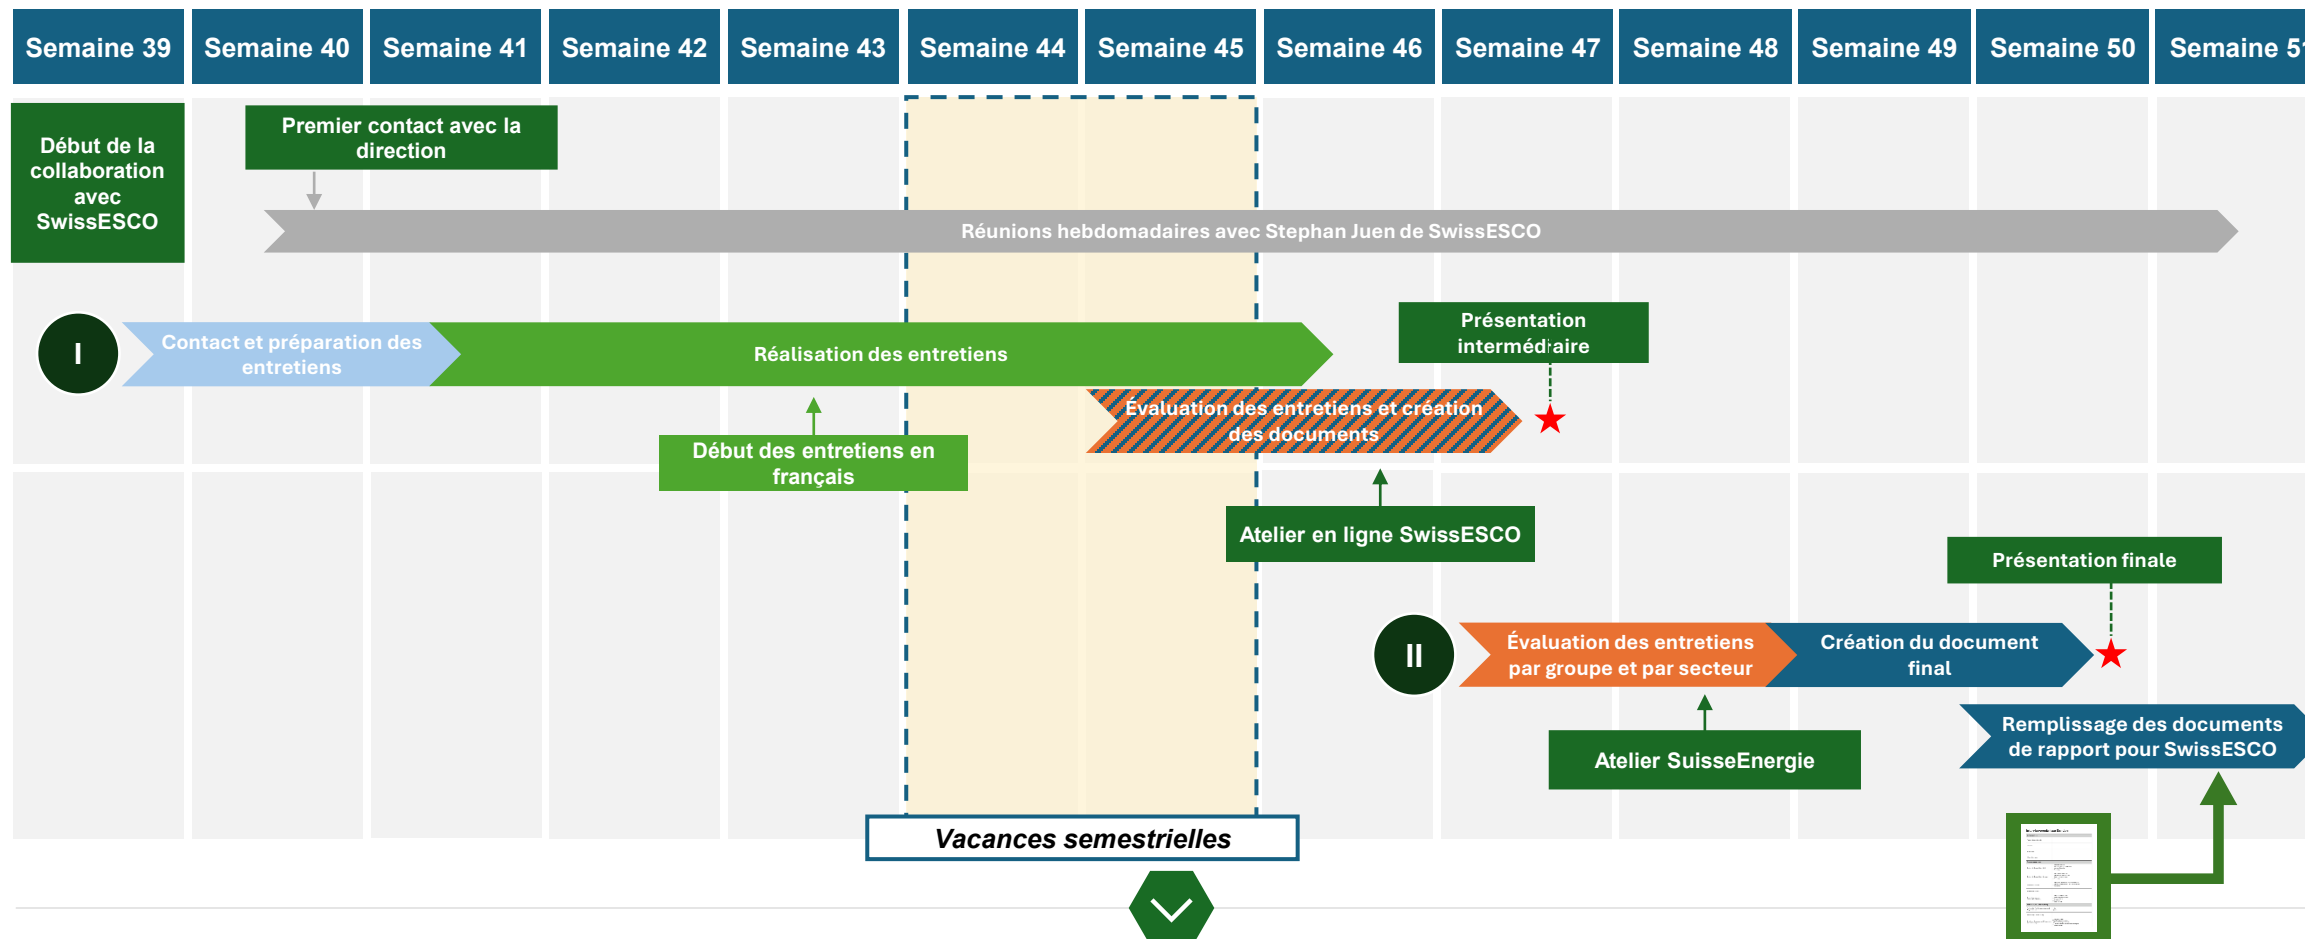 Semaine 39
Semaine 40
Semaine 41
Semaine 42
Semaine 43
Semaine 44
Semaine 45
Semaine 46
Semaine 47
Semaine 48
Semaine 49
Semaine 50
Semaine 51
Début de la
collaboration
avec
SwissESCO
Premier contact avec la
direction
Réunions hebdomadaires avec Stephan Juen de SwissESCO
I
Contact et préparation des
entretiens
Réalisation des entretiens
Présentation
intermédiaire
Évaluation des entretiens et création
des documents
Début des entretiens en
français
Atelier en ligne SwissESCO
Présentation finale
II
Évaluation des entretiens
par groupe et par secteur
Création du document
final
Remplissage des documents
de rapport pour SwissESCO
Atelier SuisseEnergie
Vacances semestrielles